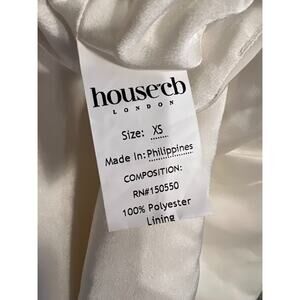 house of cb
LONDON
Size: XS
Made In: Philippines
COMPOSITION:
RN#150550
100% Polyester
Lining